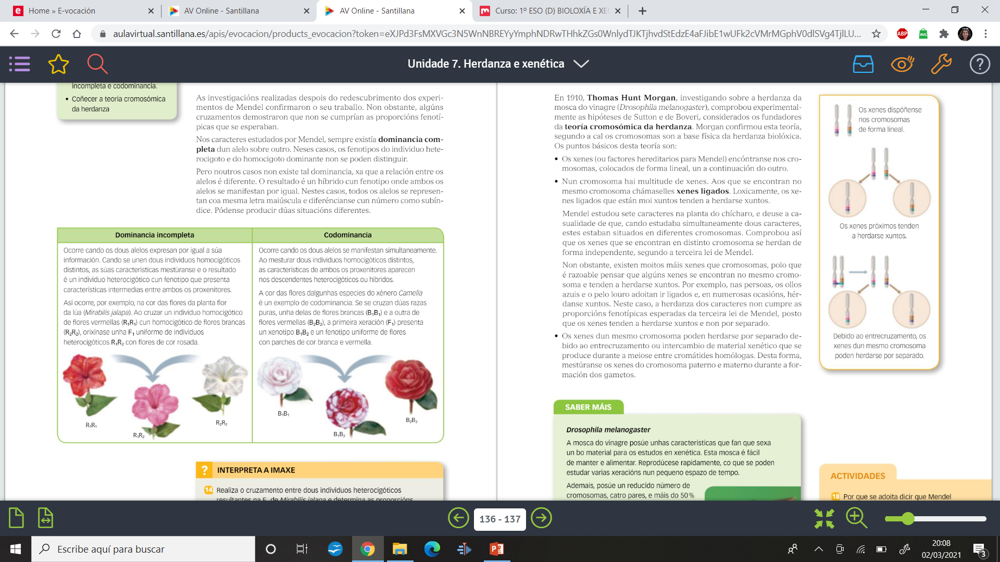 Home » E-vocación
AV Online - Santillana
AV Online - Santillana
Curso: 1º ESO (D) BIOLOXÍA E XE
aulavirtual.santillana.es/apis/evocacion/products_evocacion?token=eXJPd3FsMXVGc3N5WnNBREYyYmphNDRwTHhkZGs0WnlydTJKTjhvdStEdzE4aFJibE1wUFk2cVMrMGphV0dlSVg4TjlLU...
ABP
AVG
Unidade 7. Herdanza e xenética
incompleta e codominancia.
• Coñecer a teoría cromosómica
da herdanza
As investigacións realizadas despois do redescubrimento dos experi-
mentos de Mendel confirmaron o seu traballo. Non obstante, algúns
cruzamentos demostraron que non se cumprían as proporcións fenotí-
picas que se esperaban.
Nos caracteres estudados por Mendel, sempre existía dominancia com-
pleta dun alelo sobre outro. Neses casos, os fenotipos do individuo hete-
rocigoto e do homocigoto dominante non se poden distinguir.
Pero noutros casos non existe tal dominancia, xa que a relación entre os
alelos é diferente. O resultado é un híbrido cun fenotipo onde ambos os
alelos se manifestan por igual. Nestes casos, todos os alelos se represen-
tan coa mesma letra maiúscula e diferéncianse cun número como subín-
dice. Pódense producir dúas situacións diferentes.
Dominancia incompleta
Ocorre cando os dous alelos expresan por igual a súa
información. Cando se unen dous individuos homocigóticos
distintos, as súas características mestúranse e o resultado
é un individuo heterocigótico cun fenotipo que presenta
características intermedias entre ambos os proxenitores.
Así ocorre, por exemplo, na cor das flores da planta flor
da lúa (Mirabilis jalapa). Ao cruzar un individuo homocigótico
de flores vermellas (R₁R₁) cun homocigótico de flores brancas
(R₂R₂), orixínase unha F₁ uniforme de individuos
heterocigóticos R₁R₂ con flores de cor rosada.
R₁R₁
R₁R₂
R₂R₂
Codominancia
Ocorre cando os dous alelos se manifestan simultaneamente.
Ao mesturar dous individuos homocigóticos distintos,
as características de ambos os proxenitores aparecen
nos descendentes heterocigóticos ou híbridos.
A cor das flores dalgunhas especies do xénero Camelia
é un exemplo de codominancia. Se se cruzan dúas razas
puras, unha delas de flores brancas (B₁B₁) e a outra de
flores vermellas (B₂B₂), a primeira xeración (F₁) presenta
un xenotipo B₁B₂ e un fenotipo uniforme de flores
con parches de cor branca e vermella.
B₁B₁
B₁B₂
B₂B₂
? INTERPRETA A IMAXE
14 Realiza o cruzamento entre dous individuos heterocigóticos
resultantes na F₁ de Mirabilis jalapa e determina as proporcións
En 1910, Thomas Hunt Morgan, investigando sobre a herdanza da
mosca do vinagre (Drosophila melanogaster), comprobou experimental-
mente as hipóteses de Sutton e de Boveri, considerados os fundadores
da teoría cromosómica da herdanza. Morgan confirmou esta teoría,
segundo a cal os cromosomas son a base física da herdanza biolóxica.
Os puntos básicos desta teoría son:
• Os xenes (ou factores hereditarios para Mendel) encóntranse nos cro-
mosomas, colocados de forma lineal, un a continuación do outro.
• Nun cromosoma hai multitude de xenes. Aos que se encontran no
mesmo cromosoma chámaselles xenes ligados. Loxicamente, os xe-
nes ligados que están moi xuntos tenden a herdarse xuntos.
Mendel estudou sete caracteres na planta do chícharo, e deuse a ca-
sualidade de que, cando estudaba simultaneamente dous caracteres,
estes estaban situados en diferentes cromosomas. Comprobou así
que os xenes que se encontran en distinto cromosoma se herdan de
forma independente, segundo a terceira lei de Mendel.
Non obstante, existen moitos máis xenes que cromosomas, polo que
é razoable pensar que algúns xenes se encontran no mesmo cromo-
soma e tenden a herdarse xuntos. Por exemplo, nas persoas, os ollos
azuis e o pelo louro adoitan ir ligados e, en numerosas ocasións, hér-
danse xuntos. Neste caso, a herdanza dos caracteres non cumpre as
proporcións fenotípicas esperadas da terceira lei de Mendel, posto
que os xenes tenden a herdarse xuntos e non por separado.
• Os xenes dun mesmo cromosoma poden herdarse por separado de-
bido ao entrecruzamento ou intercambio de material xenético que se
produce durante a meiose entre cromátides homólogas. Desta forma,
mestúranse os xenes do cromosoma paterno e materno durante a for-
mación dos gametos.
Os xenes dispóñense
nos cromosomas
de forma lineal.
Os xenes próximos tenden
a herdarse xuntos.
Debido ao entrecruzamento, os
xenes dun mesmo cromosoma
poden herdarse por separado.
SABER MÁIS
Drosophila melanogaster
A mosca do vinagre posúe unhas características que fan que sexa
un bo material para os estudos en xenética. Esta mosca é fácil
de manter e alimentar. Reprodúcese rapidamente, co que se poden
estudar varias xeracións nun pequeno espazo de tempo.
Ademais, posúe un reducido número de
cromosomas, catro pares, e máis do 50 %
ACTIVIDADES
18 Por que se adoita dicir que Mendel
136 - 137
Escribe aquí para buscar
20:08
02/03/2021
3